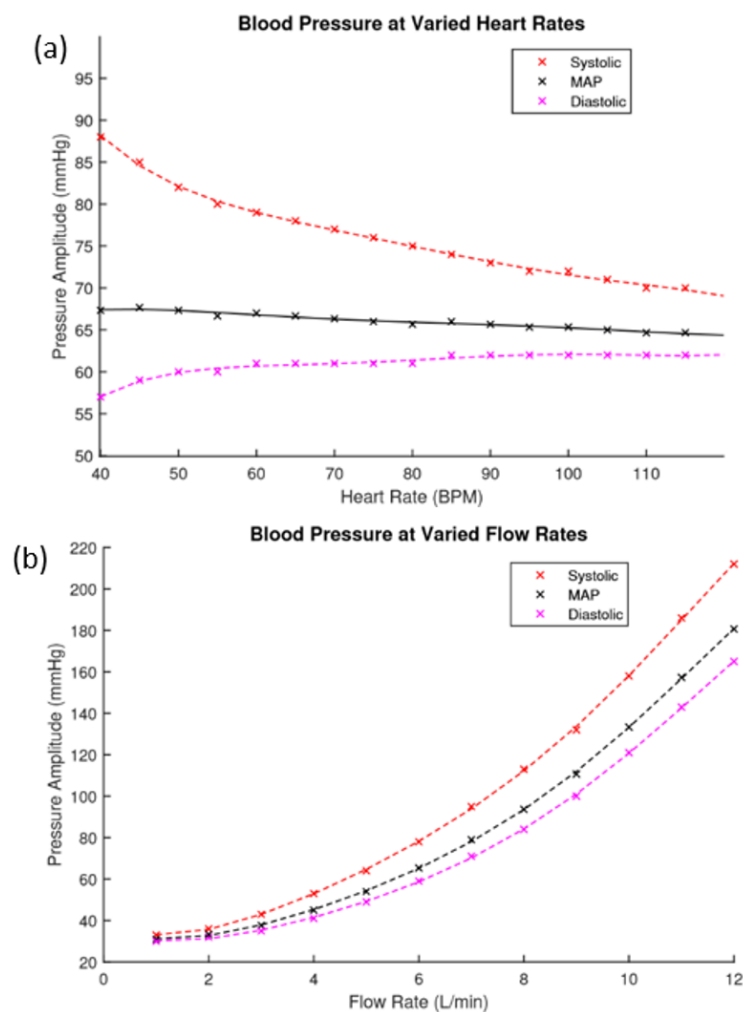 Blood Pressure at Varied Heart Rates
(a)
Systolic
MAP
Diastolic
Pressure Amplitude (mmHg)
95
90
85
80
75
70
65
60
55
50
40 50 60 70 80 90 100 110
Heart Rate (BPM)
Blood Pressure at Varied Flow Rates
(b)
Systolic
MAP
Diastolic
Pressure Amplitude (mmHg)
220
200
180
160
140
120
100
80
60
40
20
0 2 4 6 8 10 12
Flow Rate (L/min)